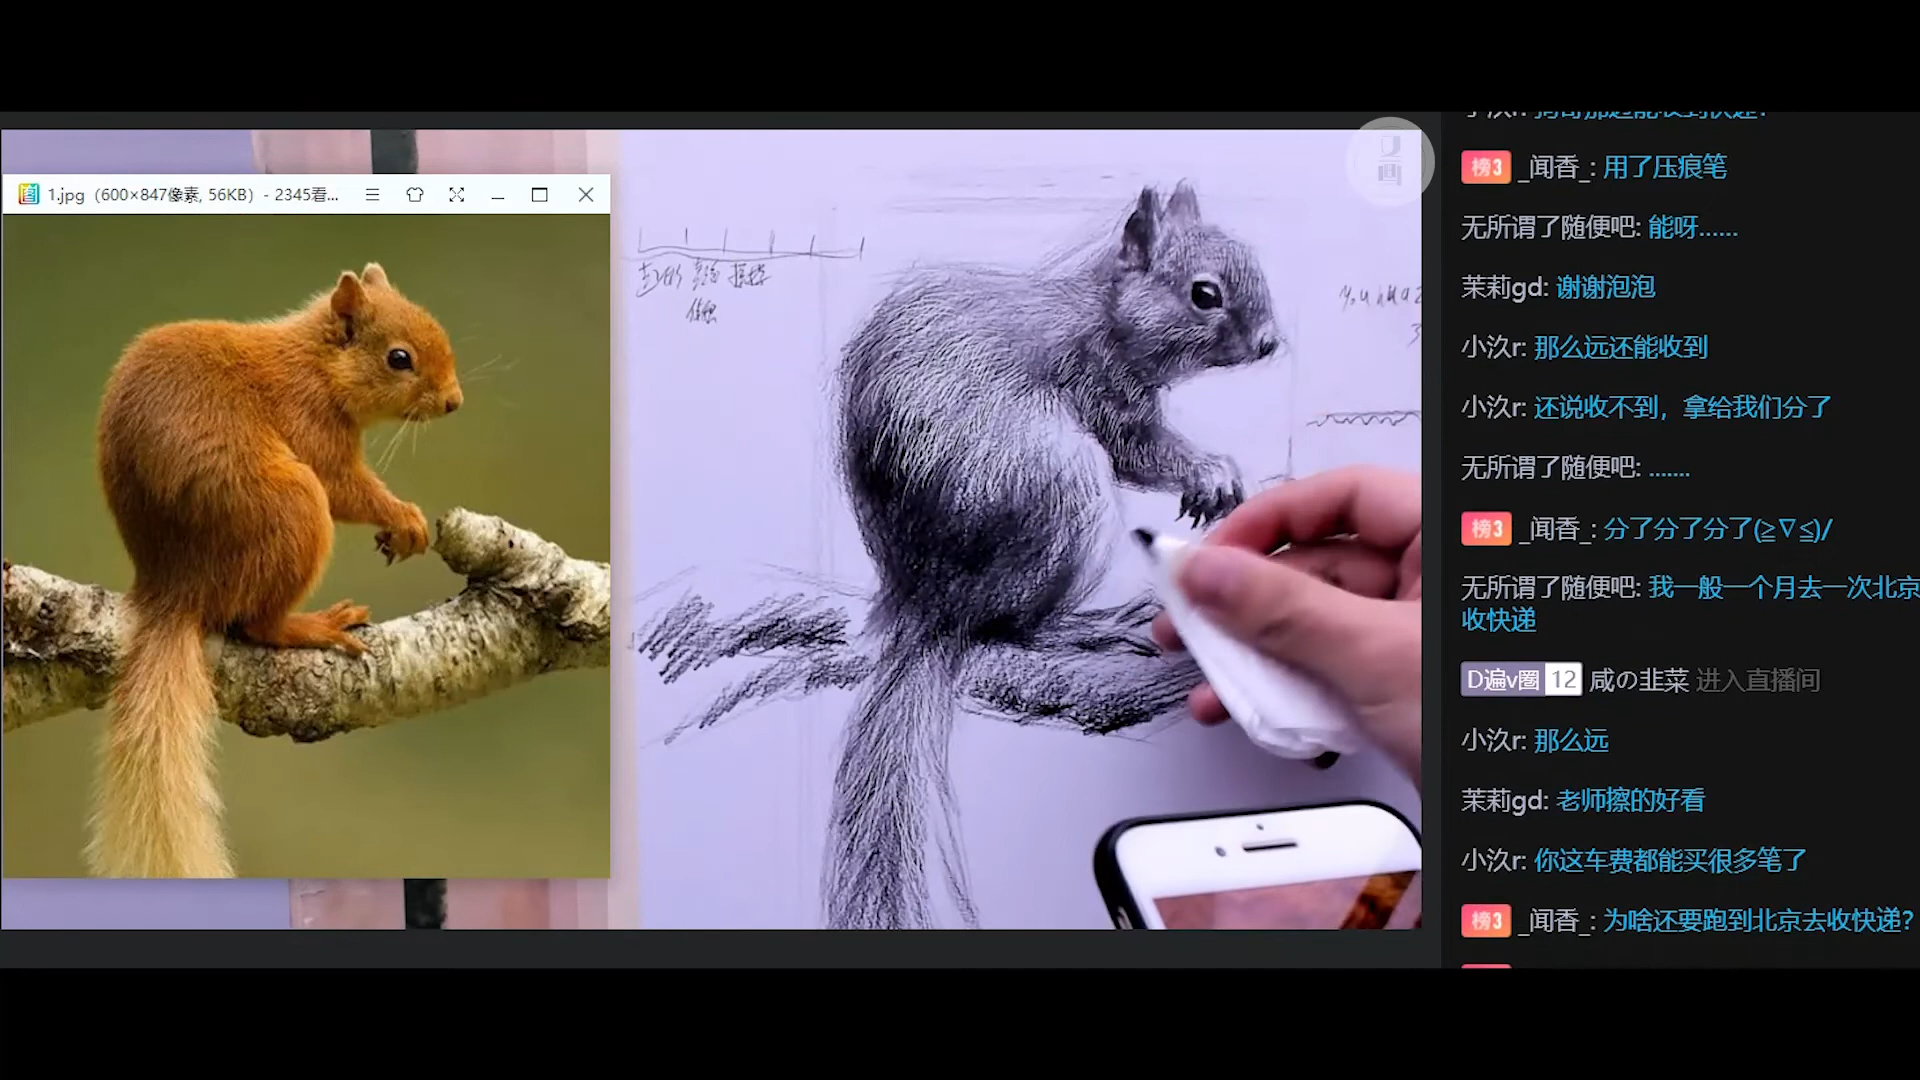 1.jpg（600×847像素, 56KB）- 2345看...
榜3 _闻香_: 用了压痕笔
无所谓了随便吧: 能呀......
茉莉gd: 谢谢泡泡
小汣r: 那么远还能收到
小汣r: 还说收不到，拿给我们分了
无所谓了随便吧: .......
榜3 _闻香_: 分了分了分了(≧∇≦)/
无所谓了随便吧: 我一般一个月去一次北京
收快递
D遍v圈 12 咸の韭菜 进入直播间
小汣r: 那么远
茉莉gd: 老师擦的好看
小汣r: 你这车费都能买很多笔了
榜3 _闻香_: 为啥还要跑到北京去收快递?